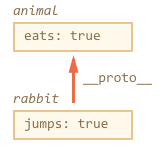 animal
eats: true
__proto__
rabbit
jumps: true